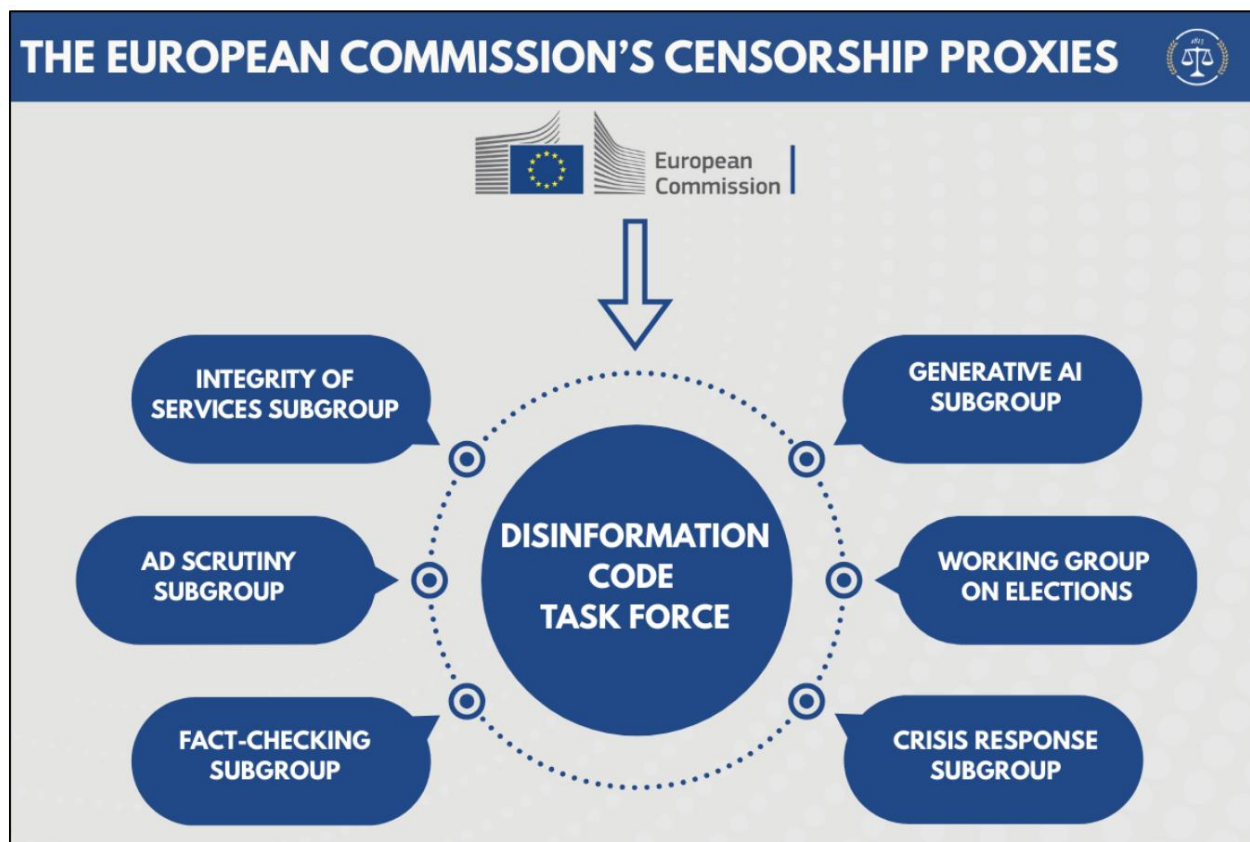 THE EUROPEAN COMMISSION'S CENSORSHIP PROXIES
1813
European
Commission
INTEGRITY OF
SERVICES SUBGROUP
GENERATIVE AI
SUBGROUP
AD SCRUTINY
SUBGROUP
DISINFORMATION
CODE
TASK FORCE
WORKING GROUP
ON ELECTIONS
FACT-CHECKING
SUBGROUP
CRISIS RESPONSE
SUBGROUP